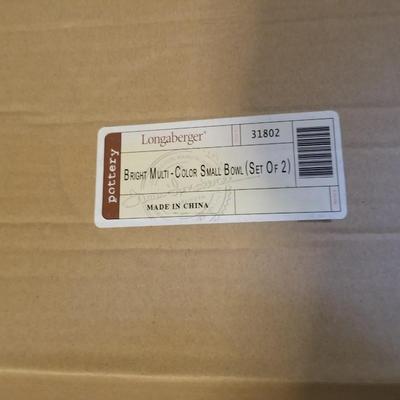 pottery
Longaberger®
31802
Bright Multi-Color Small Bowl (Set Of 2)
MADE IN CHINA